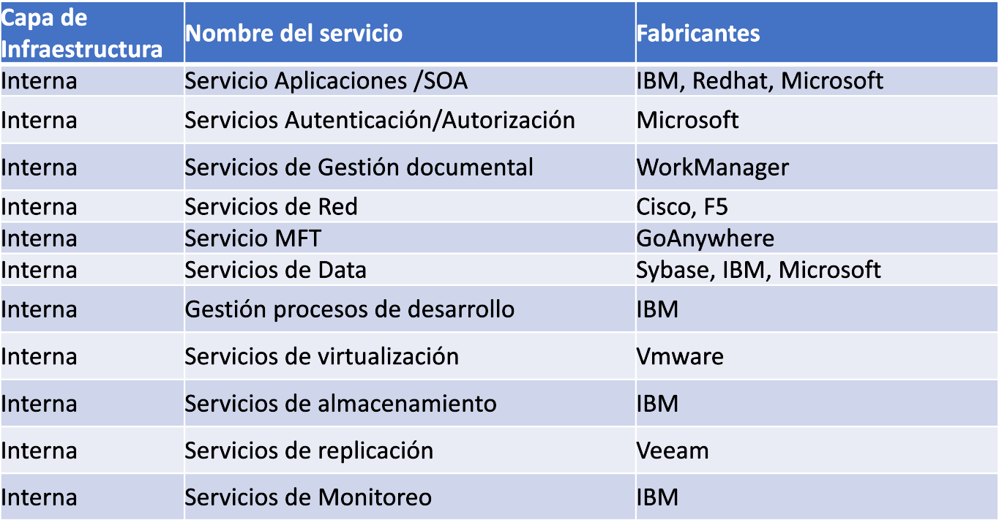 Capa de
Infraestructura Nombre del servicio Fabricantes
Interna Servicio Aplicaciones /SOA IBM, Redhat, Microsoft
Interna Servicios Autenticación/Autorización Microsoft
Interna Servicios de Gestión documental WorkManager
Interna Servicios de Red Cisco, F5
Interna Servicio MFT GoAnywhere
Interna Servicios de Data Sybase, IBM, Microsoft
Interna Gestión procesos de desarrollo IBM
Interna Servicios de virtualización Vmware
Interna Servicios de almacenamiento IBM
Interna Servicios de replicación Veeam
Interna Servicios de Monitoreo IBM